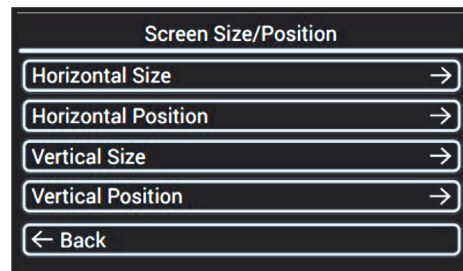 Screen Size/Position
Horizontal Size →
Horizontal Position →
Vertical Size →
Vertical Position →
← Back